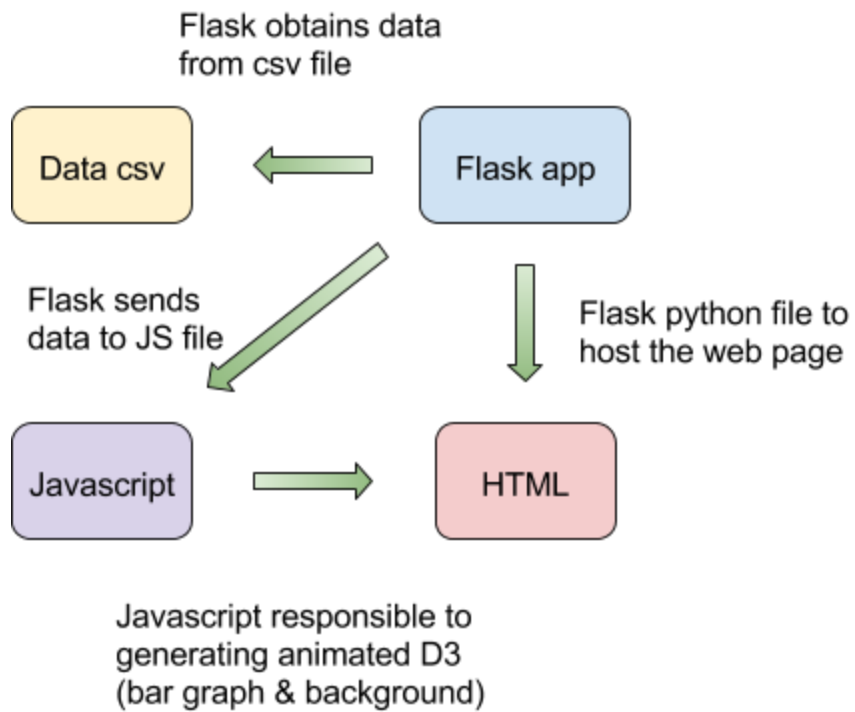 Flask obtains data
from csv file
Data csv
Flask app
Flask sends
data to JS file
Flask python file to
host the web page
Javascript
HTML
Javascript responsible to
generating animated D3
(bar graph & background)